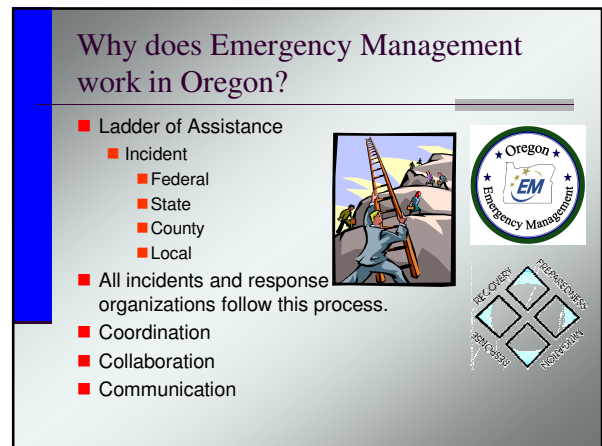 Why does Emergency Management
work in Oregon?
Ladder of Assistance
Incident
Federal
State
County
Local
All incidents and response
organizations follow this process.
Coordination
Collaboration
Communication
Oregon
EM
Emergency Management
RECOVERY
PREPAREDNESS
RESPONSE
MITIGATION